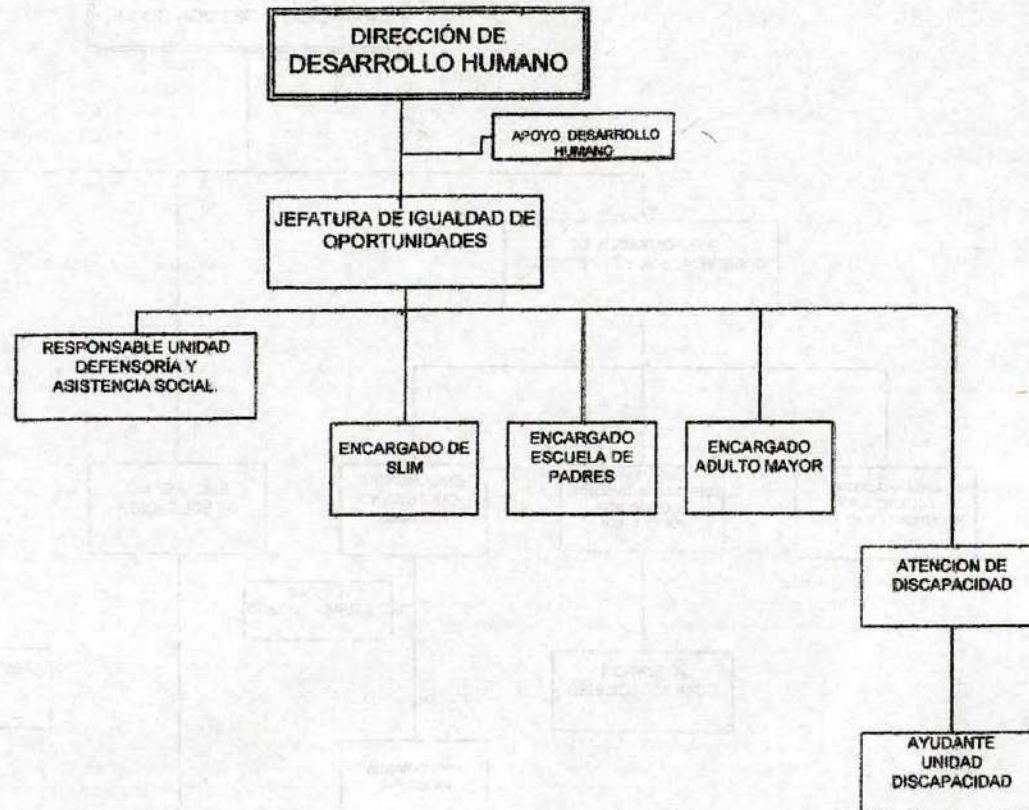 DIRECCIÓN DE
DESARROLLO HUMANO
APOYO DESARROLLO
HUMANO
JEFATURA DE IGUALDAD DE
OPORTUNIDADES
RESPONSABLE UNIDAD
DEFENSORÍA Y
ASISTENCIA SOCIAL.
ENCARGADO DE
SLIM
ENCARGADO
ESCUELA DE
PADRES
ENCARGADO
ADULTO MAYOR
ATENCION DE
DISCAPACIDAD
AYUDANTE
UNIDAD
DISCAPACIDAD